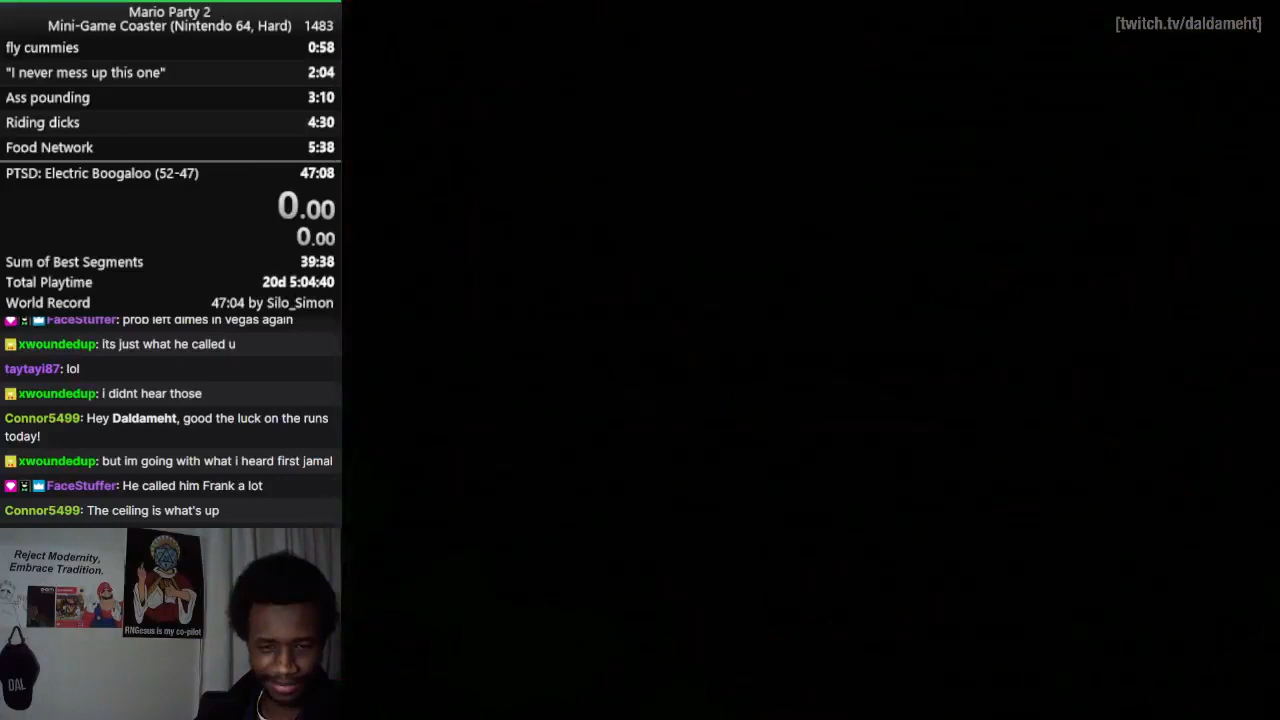 Mario Party 2
Mini-Game Coaster (Nintendo 64, Hard) 1483
fly cummies 0:58
"I never mess up this one" 2:04
Ass pounding 3:10
Riding dicks 4:30
Food Network 5:38
PTSD: Electric Boogaloo (52-47) 47:08
0.00
0.00
Sum of Best Segments 39:38
Total Playtime 20d 5:04:40
World Record 47:04 by Silo_Simon
FaceStuffer: prob left dimes in vegas again
xwoundedup: its just what he called u
taytayi87: lol
xwoundedup: i didnt hear those
Connor5499: Hey Daldameht, good the luck on the runs
today!
xwoundedup: but im going with what i heard first jamal
FaceStuffer: He called him Frank a lot
Connor5499: The ceiling is what's up
[twitch.tv/daldameht]
Reject Modernity,
Embrace Tradition.
RNGesus is my co-pilot
DAL